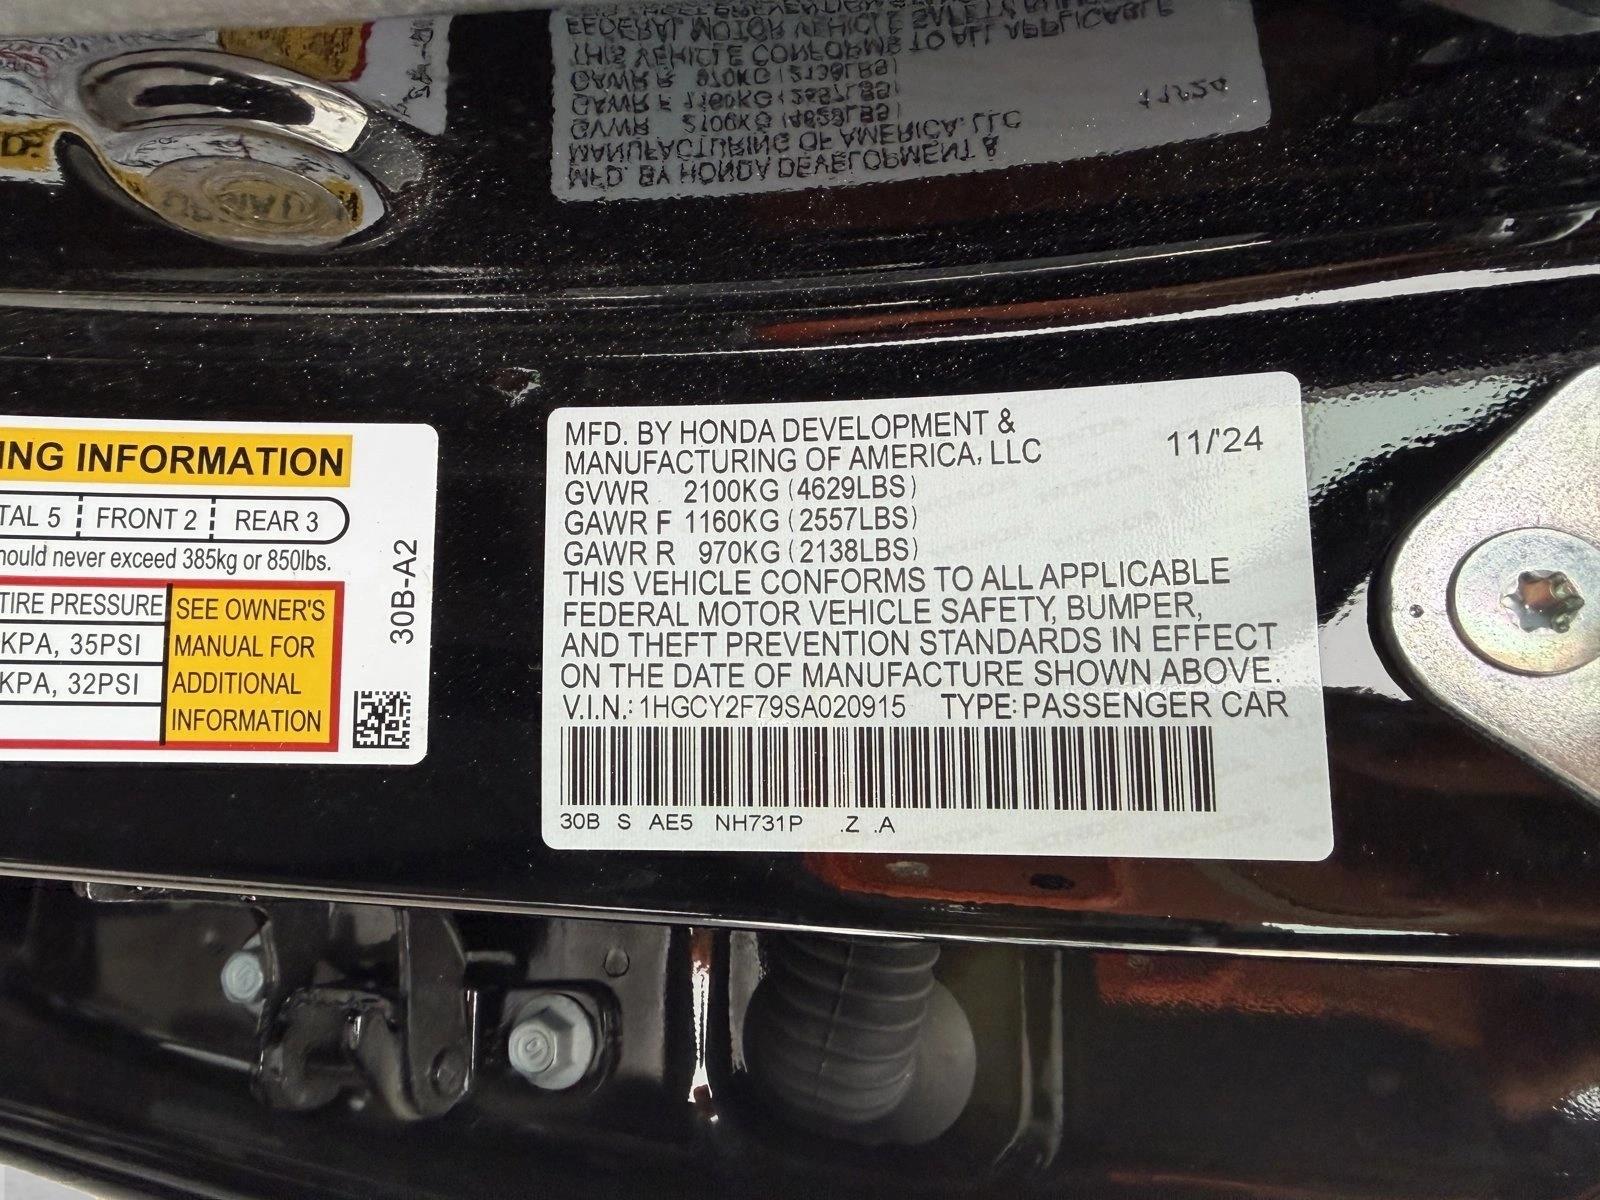 ING INFORMATION
TAL 5 FRONT 2 REAR 3
hould never exceed 385kg or 850lbs.
TIRE PRESSURE
KPA, 35PSI
KPA, 32PSI
SEE OWNER'S
MANUAL FOR
ADDITIONAL
INFORMATION
30B-A2
MFD. BY HONDA DEVELOPMENT &
MANUFACTURING OF AMERICA, LLC 11/'24
GVWR 2100KG (4629LBS)
GAWR F 1160KG (2557LBS)
GAWR R 970KG (2138LBS)
THIS VEHICLE CONFORMS TO ALL APPLICABLE
FEDERAL MOTOR VEHICLE SAFETY, BUMPER,
AND THEFT PREVENTION STANDARDS IN EFFECT
ON THE DATE OF MANUFACTURE SHOWN ABOVE.
V.I.N.: 1HGCY2F79SA020915 TYPE: PASSENGER CAR
30B S AE5 NH731P .Z .A